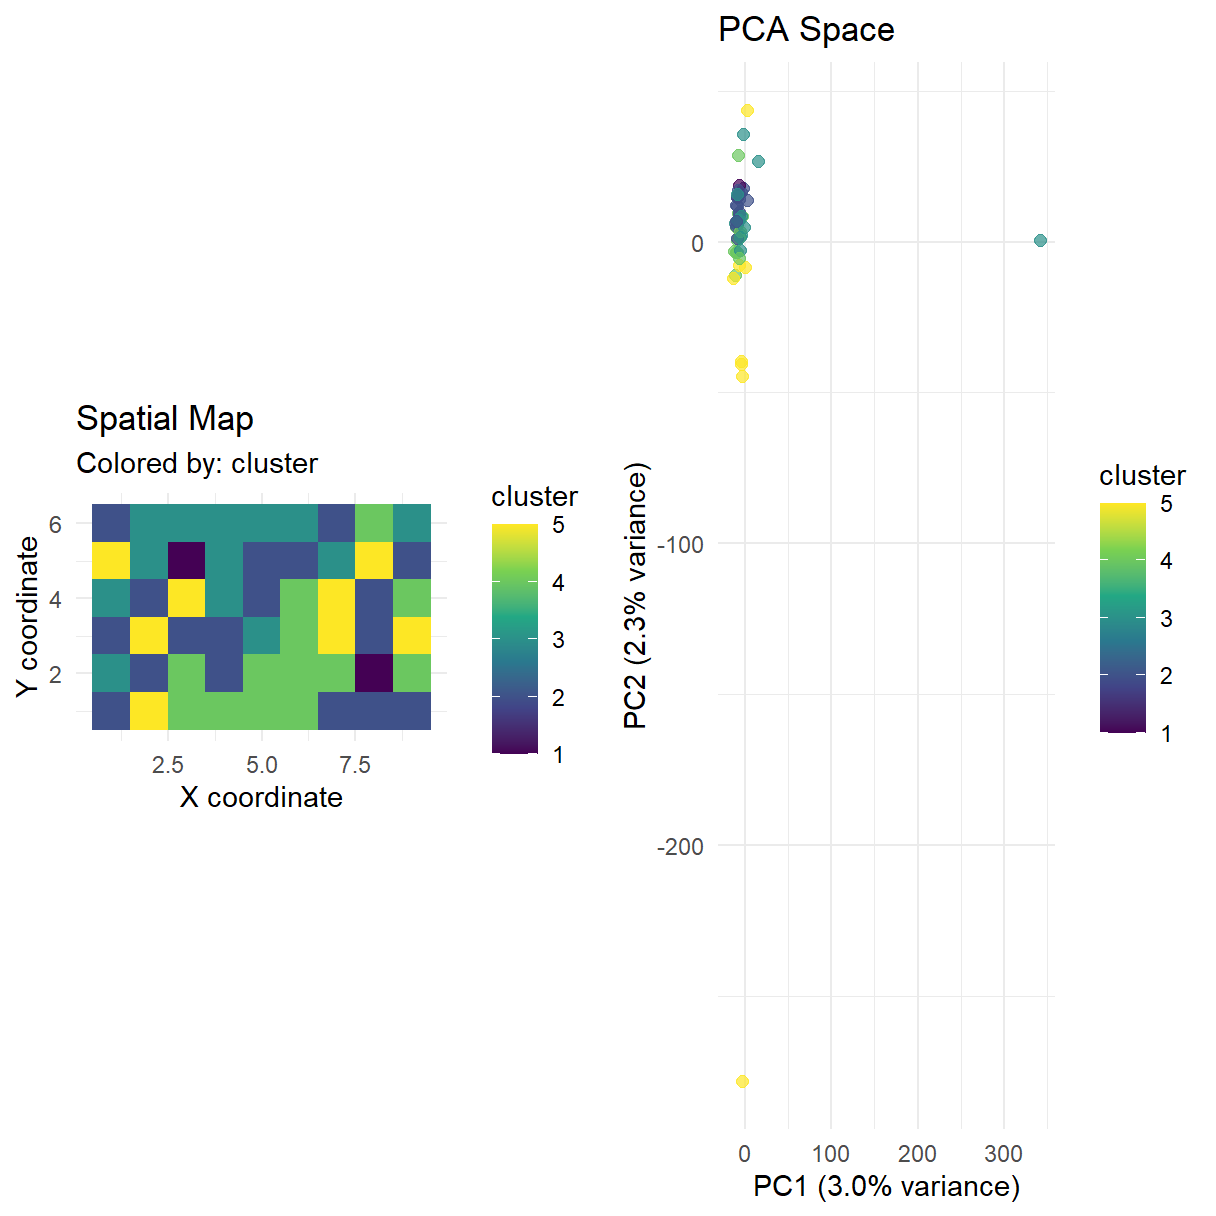 Spatial Map
Colored by: cluster
Y coordinate
6
4
2
2.5 5.0 7.5
X coordinate
cluster
5
4
3
2
1
PCA Space
PC2 (2.3% variance)
0
-100
-200
0 100 200 300
PC1 (3.0% variance)
cluster
5
4
3
2
1